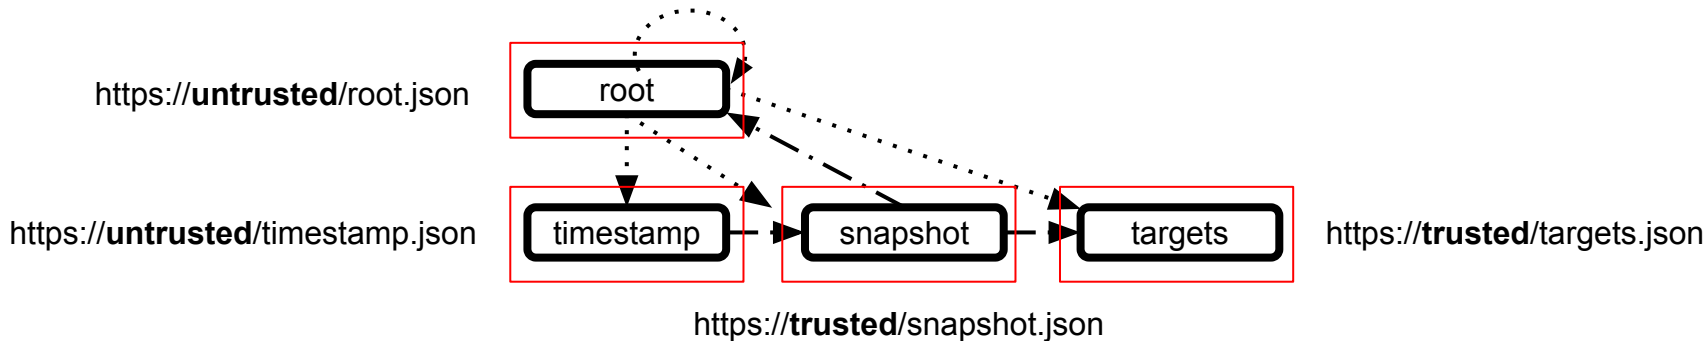 https://untrusted/root.json
root
https://untrusted/timestamp.json
timestamp
snapshot
targets
https://trusted/targets.json
https://trusted/snapshot.json